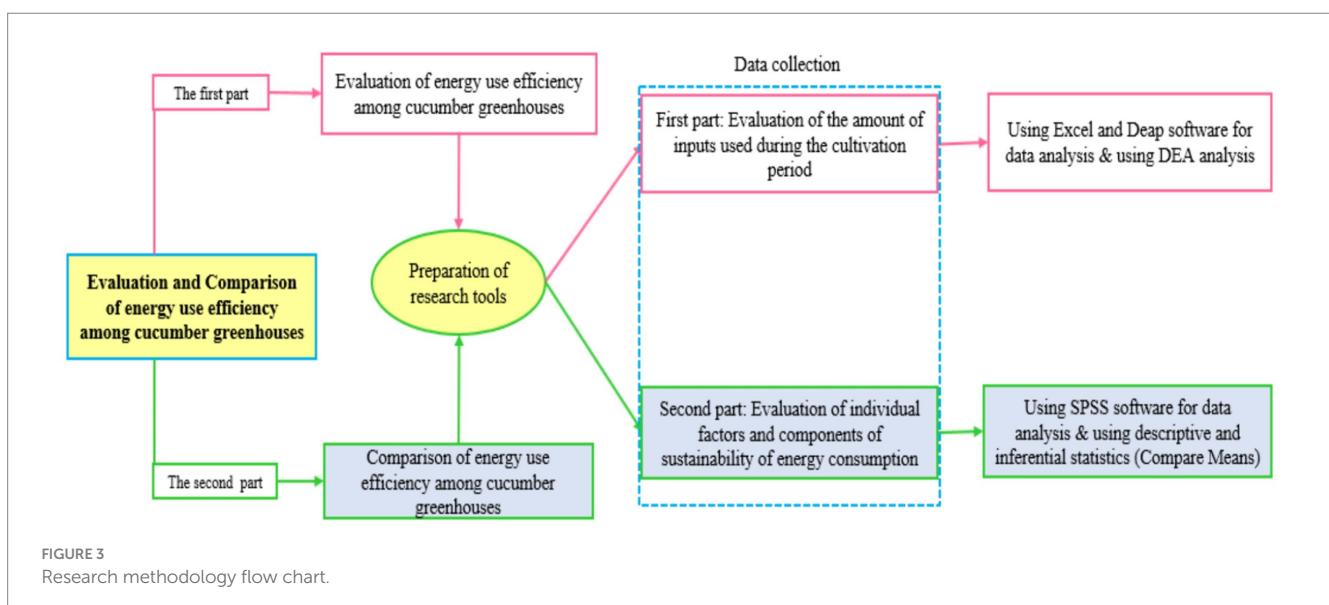 Data collection
The first part
Evaluation of energy use efficiency
among cucumber greenhouses
First part: Evaluation of the amount of
inputs used during the cultivation
period
Using Excel and Deap software for
data analysis & using DEA analysis
Evaluation and Comparison
of energy use efficiency
among cucumber greenhouses
Preparation of
research tools
The second part
Comparison of energy use
efficiency among cucumber
greenhouses
Second part: Evaluation of individual
factors and components of
sustainability of energy consumption
Using SPSS software for data
analysis & using descriptive and
inferential statistics (Compare Means)
FIGURE 3
Research methodology flow chart.